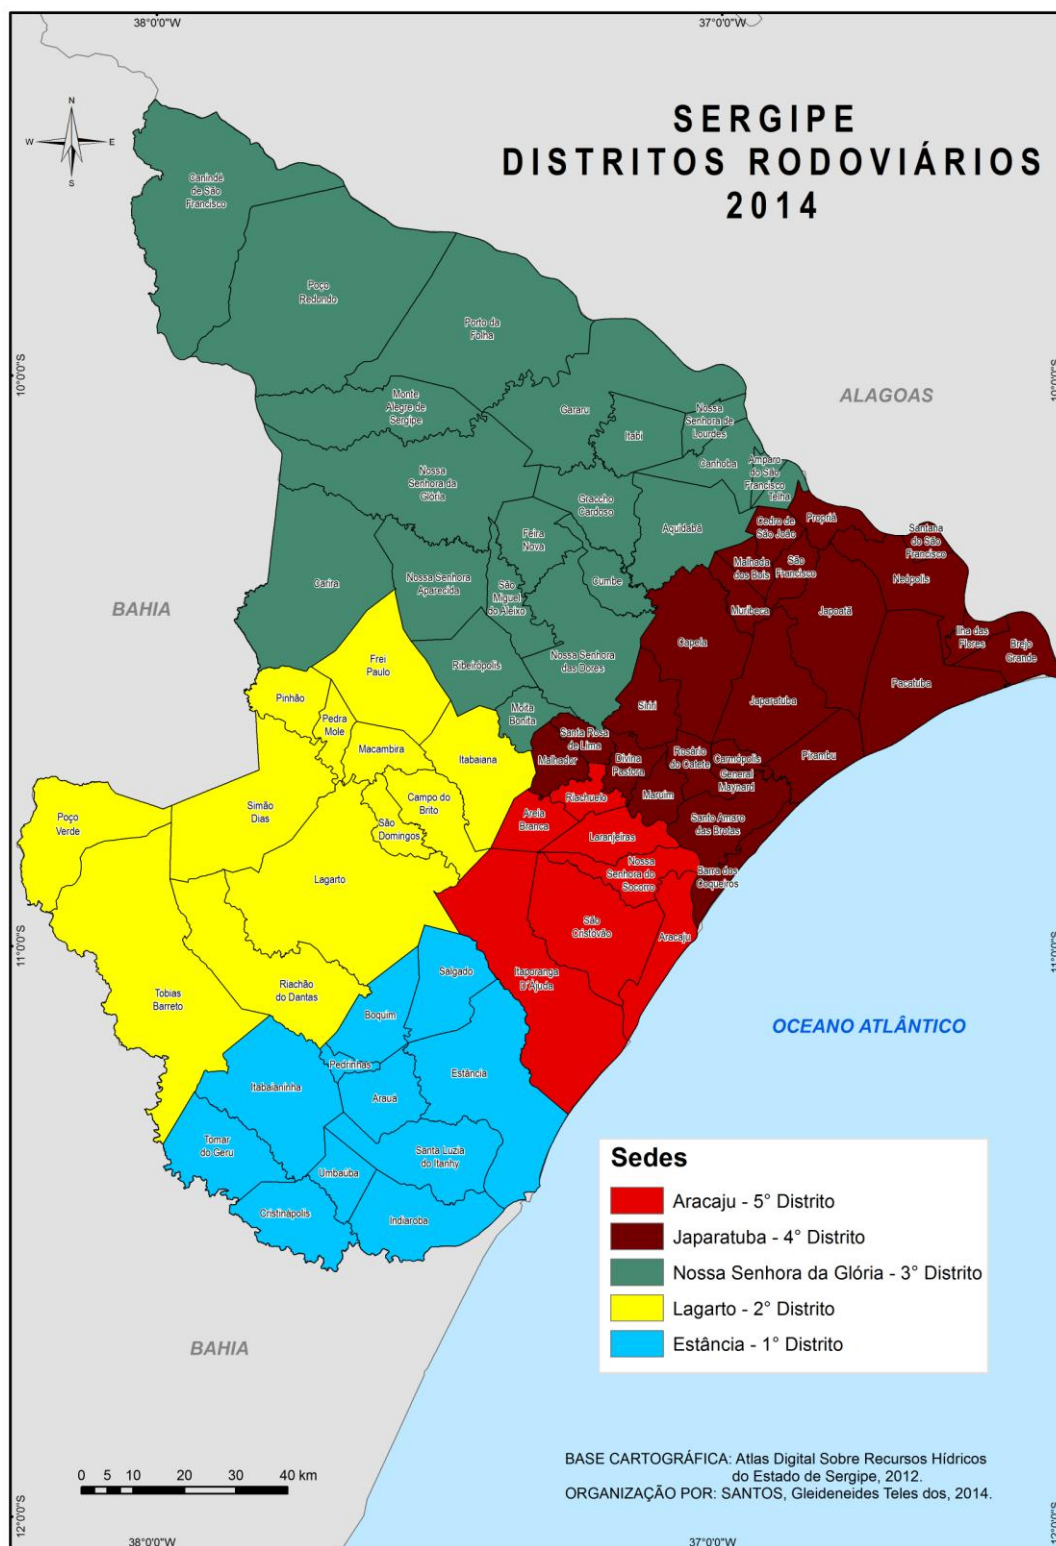 38°0'0"W
37°0'0"W
N
W
E
S
SERGIPE
DISTRITOS RODOVIÁRIOS
2014
Canindé
de São
Francisco
Poço
Redondo
Porto da
Folha
10°0'0"S
10°0'0"S
ALAGOAS
Monte
Alegre de
Sergipe
Gararu
Itabi
Nossa
Senhora de
Lourdes
Canhoba
Amparo
do São
Francisco
Telha
Nossa
Senhora da
Glória
Graccho
Cardoso
Aquidabã
Feira
Nova
Cedro de
São João
Propriá
Santana
do São
Francisco
Carira
Nossa Senhora
Aparecida
São
Miguel
do Aleixo
Cumbe
Malhada
dos Bois
São
Francisco
Neópolis
BAHIA
Muribeca
Japoatã
Ilha das
Flores
Brejo
Grande
Capela
Frei
Paulo
Ribeirópolis
Nossa Senhora
das Dores
Pacatuba
Pinhão
Pedra
Mole
Moita
Bonita
Siriri
Japaratuba
Macambira
Itabaiana
Santa Rosa
de Lima
Malhador
Divina
Pastora
Rosário
do Catete
Carmópolis
General
Maynard
Pirambu
Poço
Verde
Simão
Dias
Campo do
Brito
São
Domingos
Areia
Branca
Riachuelo
Maruim
Santo Amaro
das Brotas
Laranjeiras
Lagarto
Nossa
Senhora do
Socorro
Barra dos
Coqueiros
São
Cristóvão
Aracaju
11°0'0"S
11°0'0"S
Tobias
Barreto
Riachão
do Dantas
Salgado
Itaporanga
D'Ajuda
Boquim
OCEANO ATLÂNTICO
Itabaianinha
Pedrinhas
Estância
Arauá
Tomar
do Geru
Umbaúba
Santa Luzia
do Itanhy
Cristinápolis
Indiaroba
Sedes
Aracaju - 5° Distrito
Japaratuba - 4° Distrito
Nossa Senhora da Glória - 3° Distrito
Lagarto - 2° Distrito
Estância - 1° Distrito
BAHIA
0 5 10 20 30 40 km
BASE CARTOGRÁFICA: Atlas Digital Sobre Recursos Hídricos
do Estado de Sergipe, 2012.
ORGANIZAÇÃO POR: SANTOS, Gleideneides Teles dos, 2014.
12°0'0"S
12°0'0"S
38°0'0"W
37°0'0"W